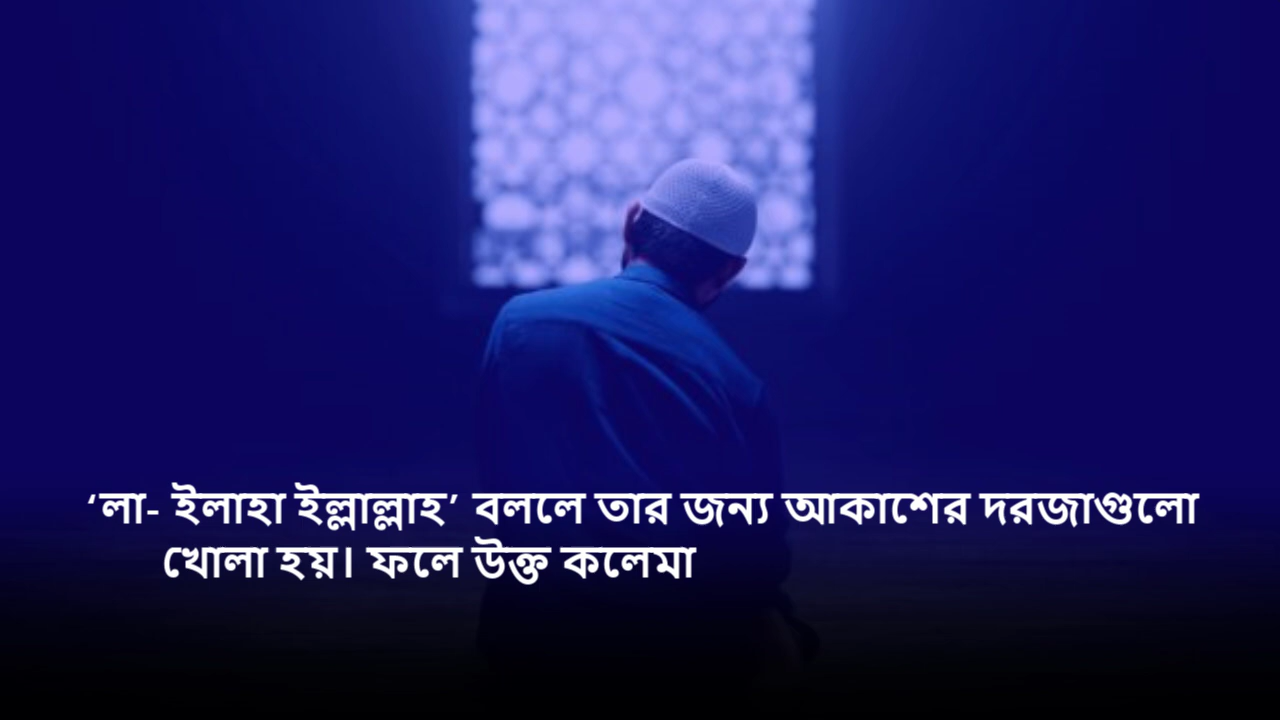 ‘লা- ইলাহা ইল্লাল্লাহ’ বললে তার জন্য আকাশের দরজাগুলো
খোলা হয়। ফলে উক্ত কলেমা